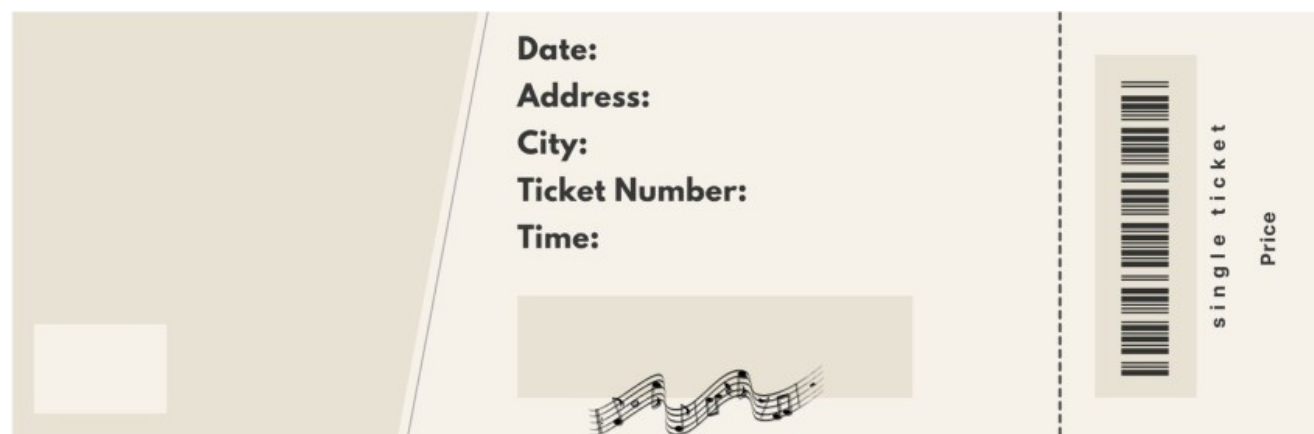 Date:
Address:
City:
Ticket Number:
Time:
single ticket
Price